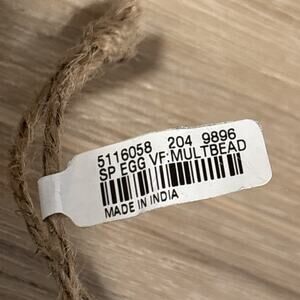 5116058 204 9896
SP EGG VF:MULTBEAD
MADE IN INDIA